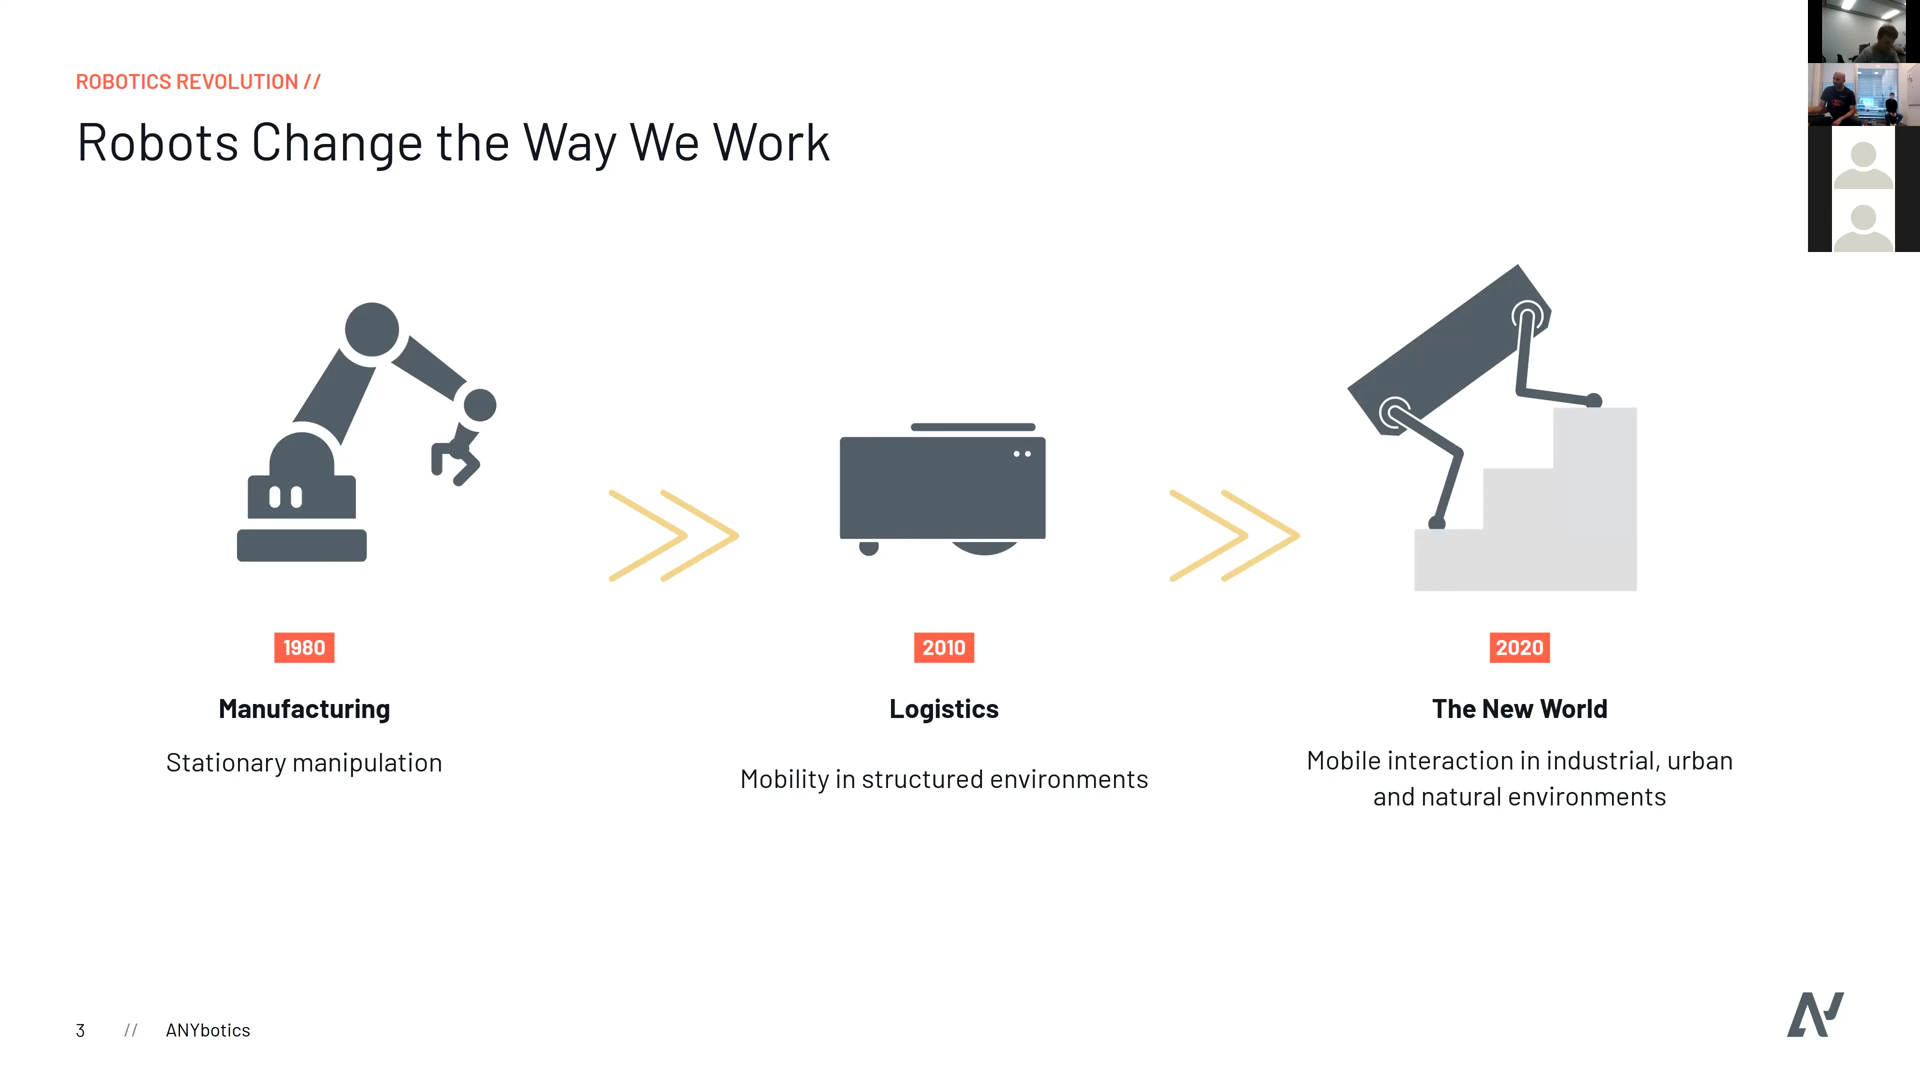 ROBOTICS REVOLUTION //
Robots Change the Way We Work
1980
Manufacturing
Stationary manipulation
2010
Logistics
Mobility in structured environments
2020
The New World
Mobile interaction in industrial, urban
and natural environments
3 // ANYbotics